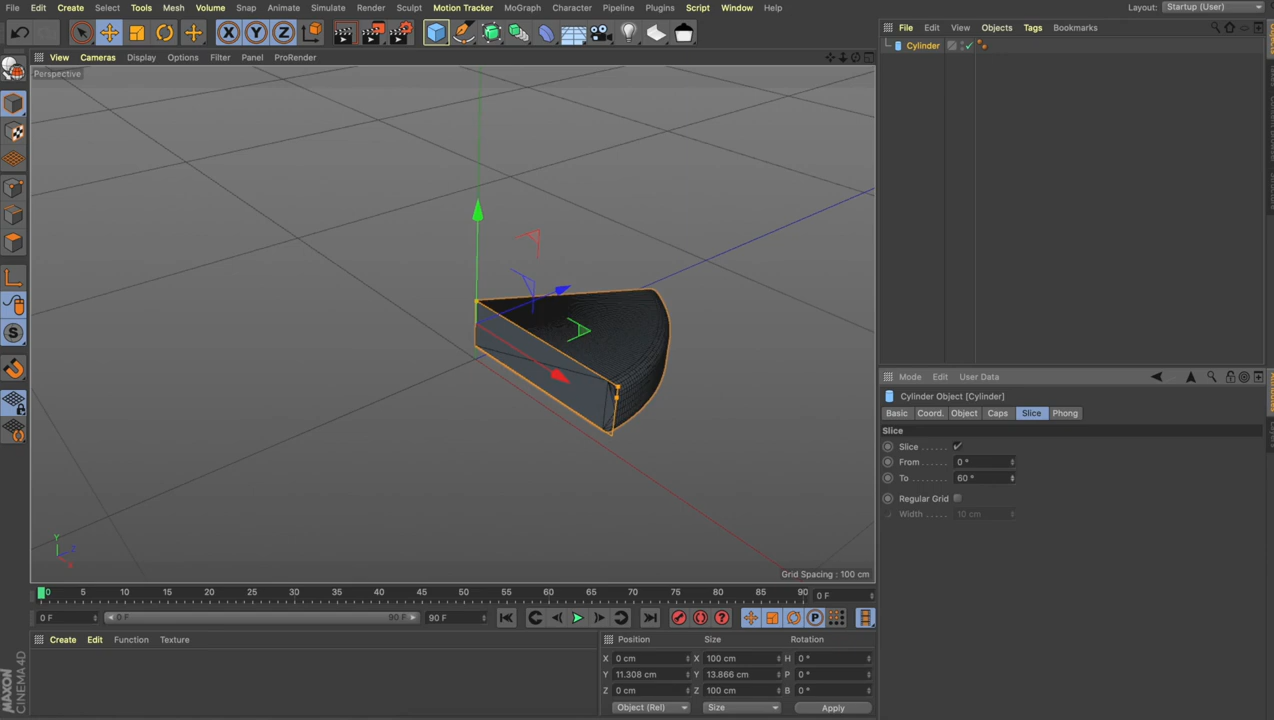 File Edit Create Select Tools Mesh Volume Snap Animate Simulate Render Sculpt Motion Tracker MoGraph Character Pipeline Plugins Script Window Help Layout: Startup (User)
X Y Z
File Edit View Objects Tags Bookmarks
Cylinder
View Cameras Display Options Filter Panel ProRender
Perspective
S
Y Z X
Grid Spacing : 100 cm
Mode Edit User Data
Cylinder Object [Cylinder]
Basic Coord. Object Caps Slice Phong
Slice
Slice . . . . . .
From . . . . . . 0 °
To . . . . . . . . 60 °
Regular Grid
Width . . . . . 10 cm
0 5 10 15 20 25 30 35 40 45 50 55 60 65 70 75 80 85 90 0 F
0 F 0 F 90 F 90 F
P
Create Edit Function Texture
Position Size Rotation
X 0 cm X 100 cm H 0 °
Y 11.308 cm Y 13.866 cm P 0 °
Z 0 cm Z 100 cm B 0 °
Object (Rel) Size Apply
MAXON
CINEMA 4D